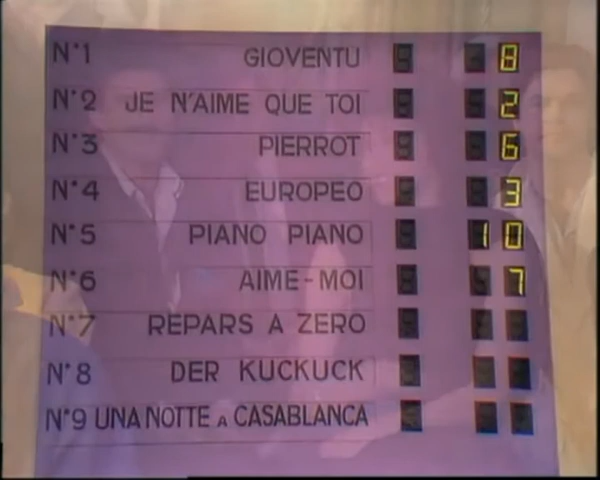 N°1 GIOVENTU 8
N°2 JE N'AIME QUE TOI 2
N°3 PIERROT 6
N°4 EUROPEO 3
N°5 PIANO PIANO 10
N°6 AIME-MOI 7
N°7 REPARS A ZERO
N°8 DER KUCKUCK
N°9 UNA NOTTE A CASABLANCA